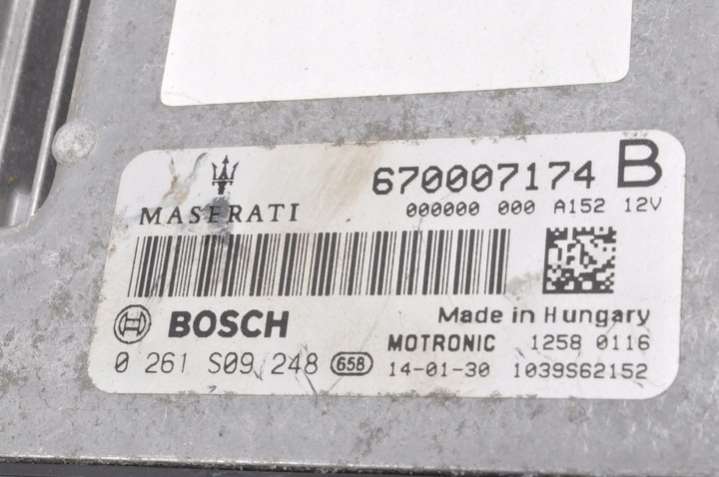 670007174 B
MASERATI
000000 000 A152 12V
BOSCH
Made in Hungary
MOTRONIC 1258 0116
0 261 S09 248 658
14-01-30 1039S62152